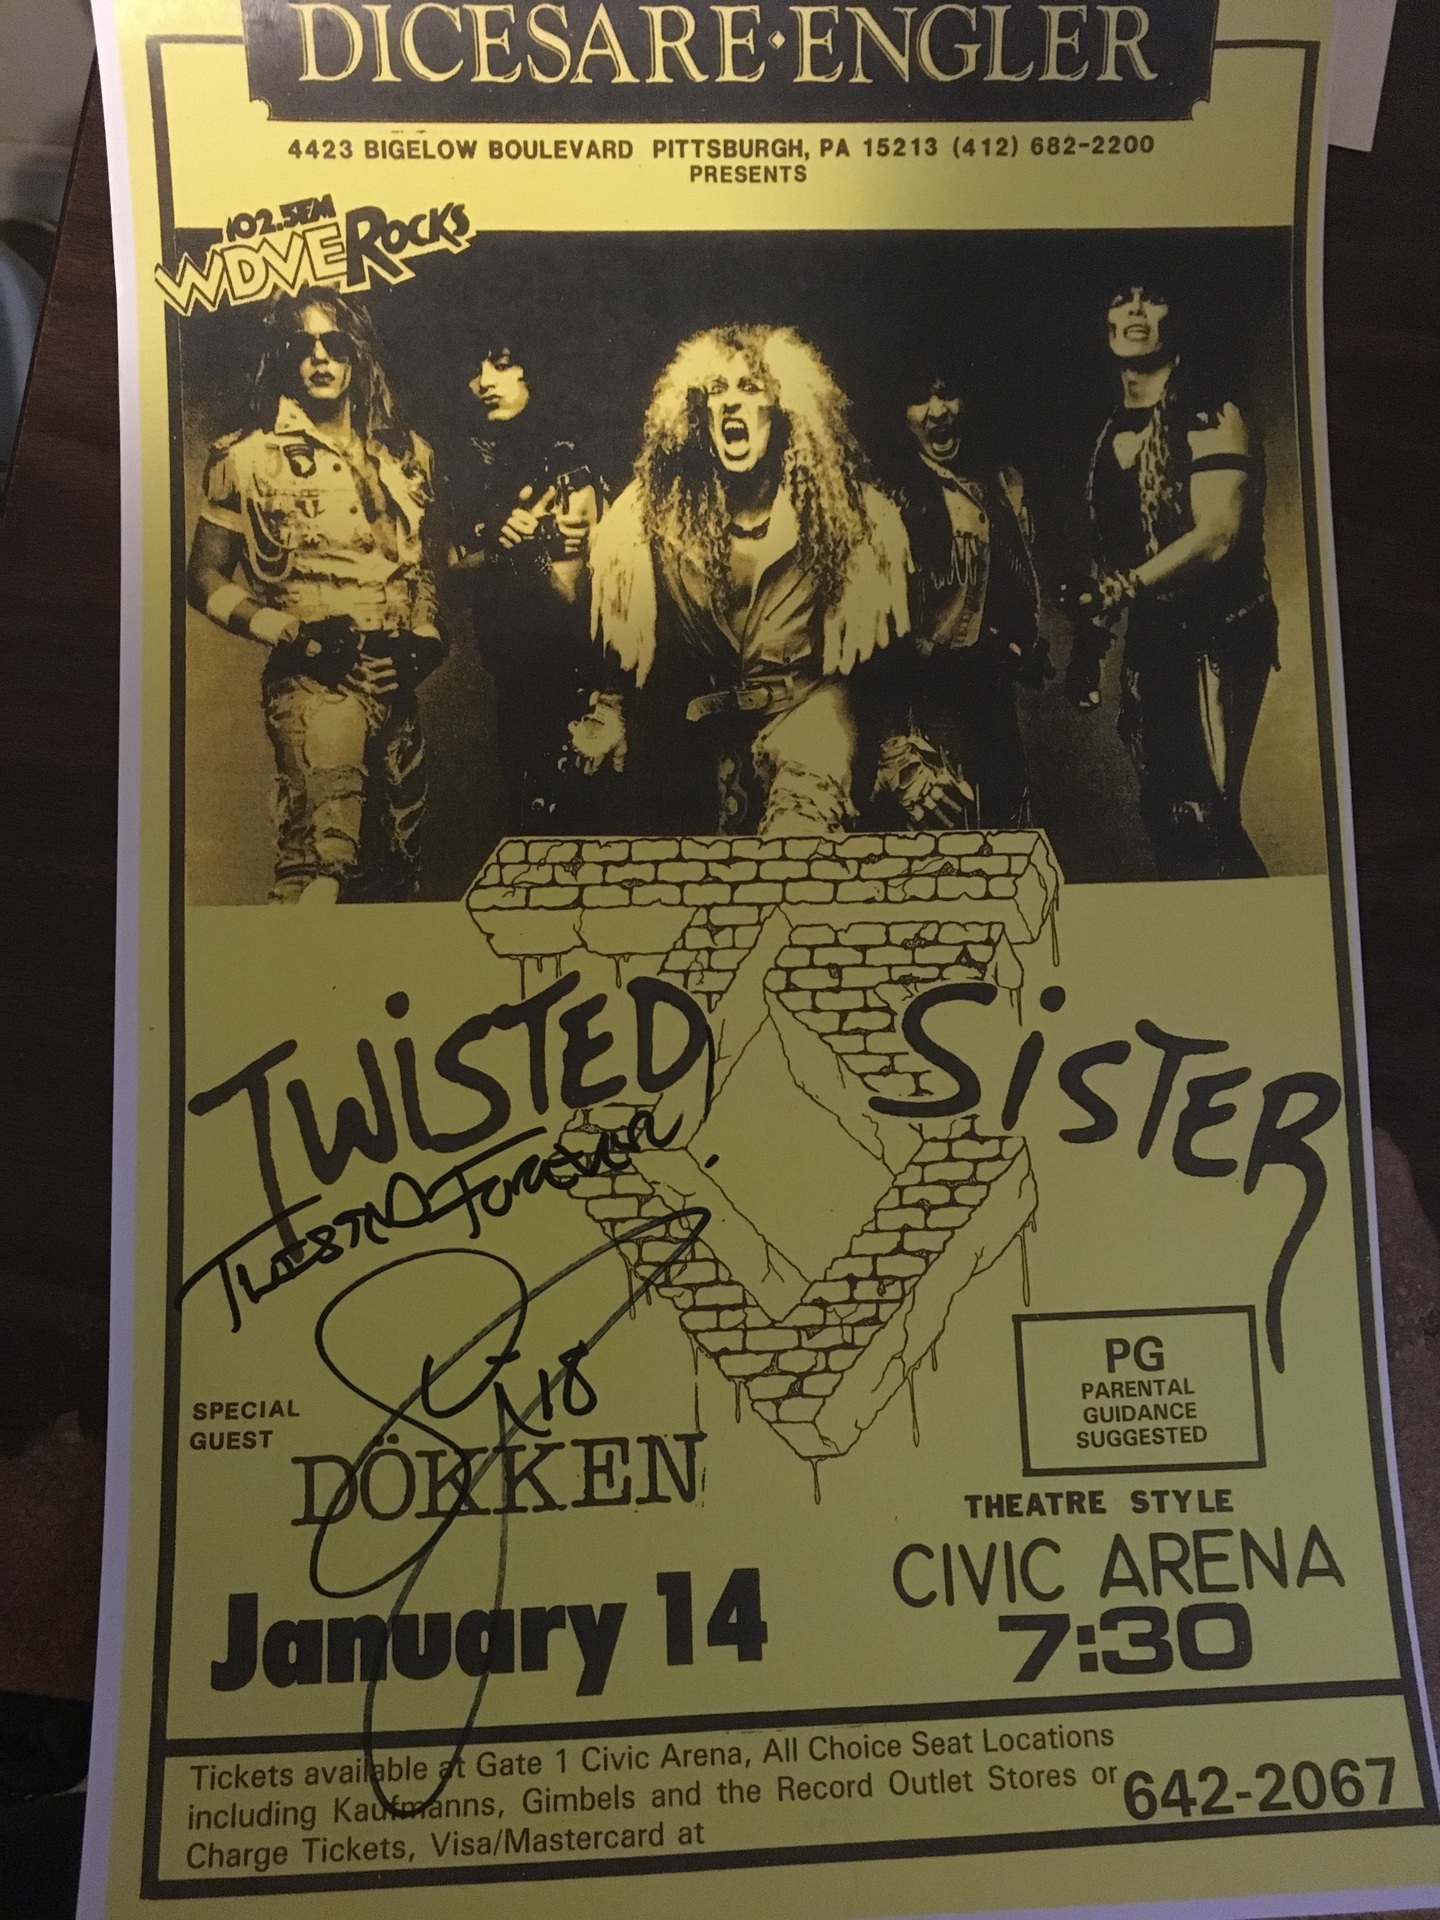 DICESARE•ENGLER
4423 BIGELOW BOULEVARD PITTSBURGH, PA 15213 (412) 682-2200
PRESENTS
102.5FM
WDVE ROCKS
TWiSTED SiSTER
TWISTED FOREVER
18
SPECIAL
GUEST
DÖKKEN
PG
PARENTAL
GUIDANCE
SUGGESTED
THEATRE STYLE
CIVIC ARENA
January 14
7:30
Tickets available at Gate 1 Civic Arena, All Choice Seat Locations
including Kaufmanns, Gimbels and the Record Outlet Stores or 642-2067
Charge Tickets, Visa/Mastercard at